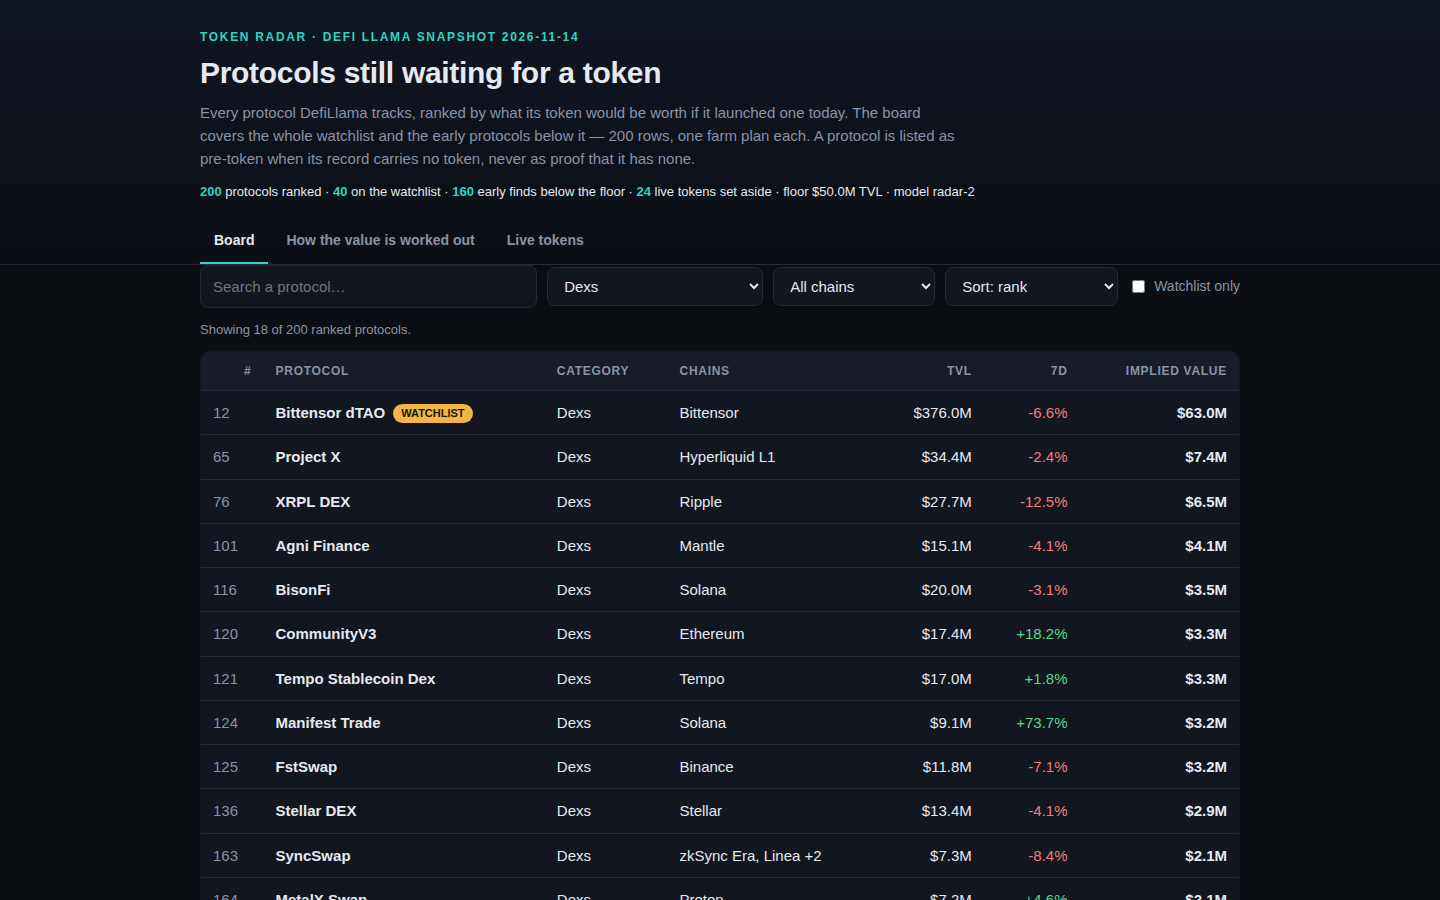 TOKEN RADAR · DEFI LLAMA SNAPSHOT 2026-11-14
Protocols still waiting for a token
Every protocol DefiLlama tracks, ranked by what its token would be worth if it launched one today. The board
covers the whole watchlist and the early protocols below it — 200 rows, one farm plan each. A protocol is listed as
pre-token when its record carries no token, never as proof that it has none.
200 protocols ranked · 40 on the watchlist · 160 early finds below the floor · 24 live tokens set aside · floor $50.0M TVL · model radar-2
Board How the value is worked out Live tokens
Search a protocol… Dexs All chains Sort: rank Watchlist only
Showing 18 of 200 ranked protocols.
# PROTOCOL CATEGORY CHAINS TVL 7D IMPLIED VALUE
12 Bittensor dTAO WATCHLIST Dexs Bittensor $376.0M -6.6% $63.0M
65 Project X Dexs Hyperliquid L1 $34.4M -2.4% $7.4M
76 XRPL DEX Dexs Ripple $27.7M -12.5% $6.5M
101 Agni Finance Dexs Mantle $15.1M -4.1% $4.1M
116 BisonFi Dexs Solana $20.0M -3.1% $3.5M
120 CommunityV3 Dexs Ethereum $17.4M +18.2% $3.3M
121 Tempo Stablecoin Dex Dexs Tempo $17.0M +1.8% $3.3M
124 Manifest Trade Dexs Solana $9.1M +73.7% $3.2M
125 FstSwap Dexs Binance $11.8M -7.1% $3.2M
136 Stellar DEX Dexs Stellar $13.4M -4.1% $2.9M
163 SyncSwap Dexs zkSync Era, Linea +2 $7.3M -8.4% $2.1M
164 MetalX Swap Dexs Proton $7.2M +4.6% $2.1M